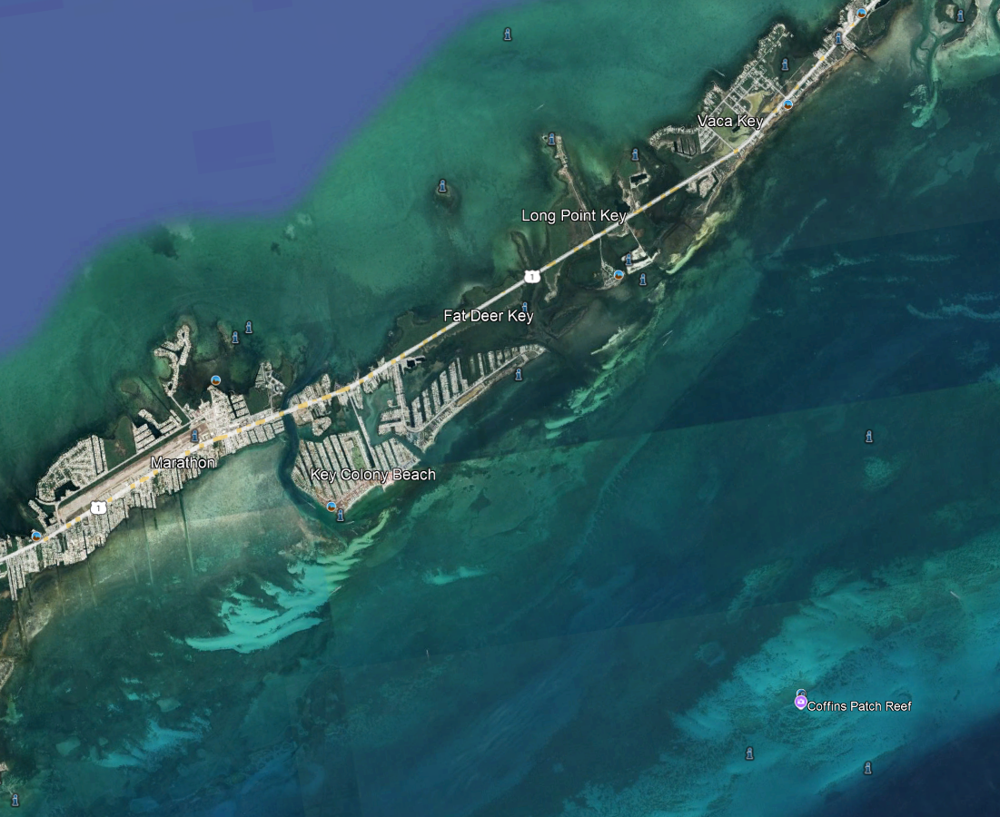 Vaca Key
Long Point Key
1
Fat Deer Key
Marathon
Key Colony Beach
1
Coffins Patch Reef